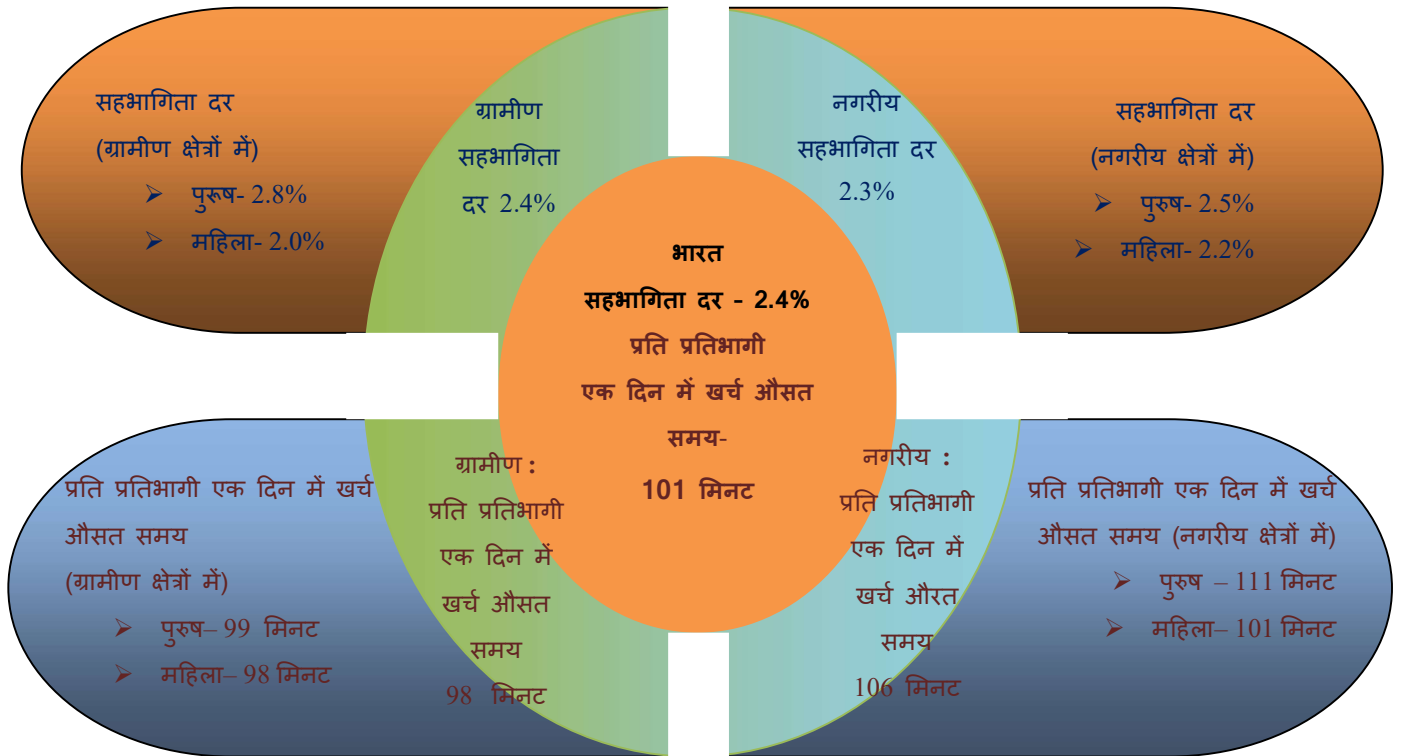 सहभागिता दर
(ग्रामीण क्षेत्रों में)
➢ पुरूष- 2.8%
➢ महिला- 2.0%
ग्रामीण
सहभागिता
दर 2.4%
नगरीय
सहभागिता दर
2.3%
सहभागिता दर
(नगरीय क्षेत्रों में)
➢ पुरुष- 2.5%
➢ महिला- 2.2%
भारत
सहभागिता दर - 2.4%
प्रति प्रतिभागी
एक दिन में खर्च औसत
समय-
101 मिनट
प्रति प्रतिभागी एक दिन में खर्च
औसत समय
(ग्रामीण क्षेत्रों में)
➢ पुरुष– 99 मिनट
➢ महिला– 98 मिनट
ग्रामीण :
प्रति प्रतिभागी
एक दिन में
खर्च औसत
समय
98 मिनट
नगरीय :
प्रति प्रतिभागी
एक दिन में
खर्च औरत
समय
106 मिनट
प्रति प्रतिभागी एक दिन में खर्च
औसत समय (नगरीय क्षेत्रों में)
➢ पुरुष – 111 मिनट
➢ महिला– 101 मिनट